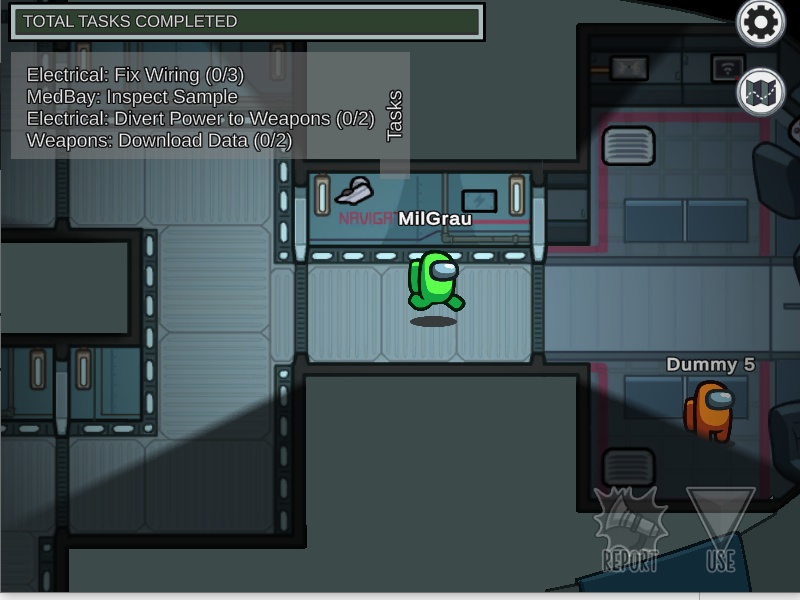 TOTAL TASKS COMPLETED
Electrical: Fix Wiring (0/3)
MedBay: Inspect Sample
Electrical: Divert Power to Weapons (0/2)
Weapons: Download Data (0/2)
Tasks
NAVIGAT
MilGrau
Dummy 5
REPORT
USE